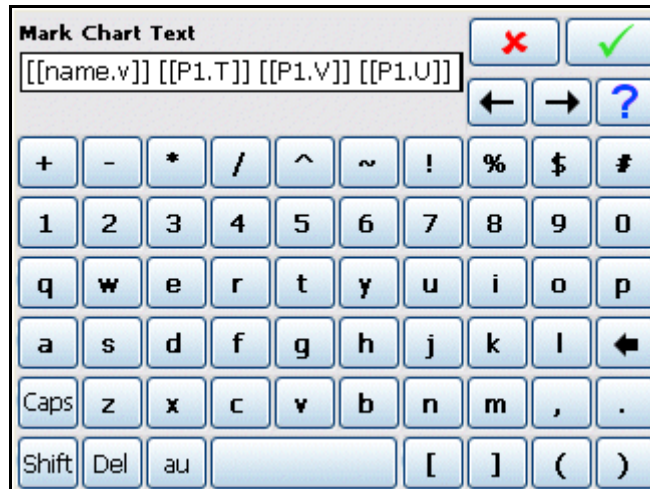 Mark Chart Text
[[name.v]] [[P1.T]] [[P1.V]] [[P1.U]]
← → ?
+ - * / ^ ~ ! % $ #
1 2 3 4 5 6 7 8 9 0
q w e r t y u i o p
a s d f g h j k l
Caps z x c v b n m , .
Shift Del au [ ] ( )